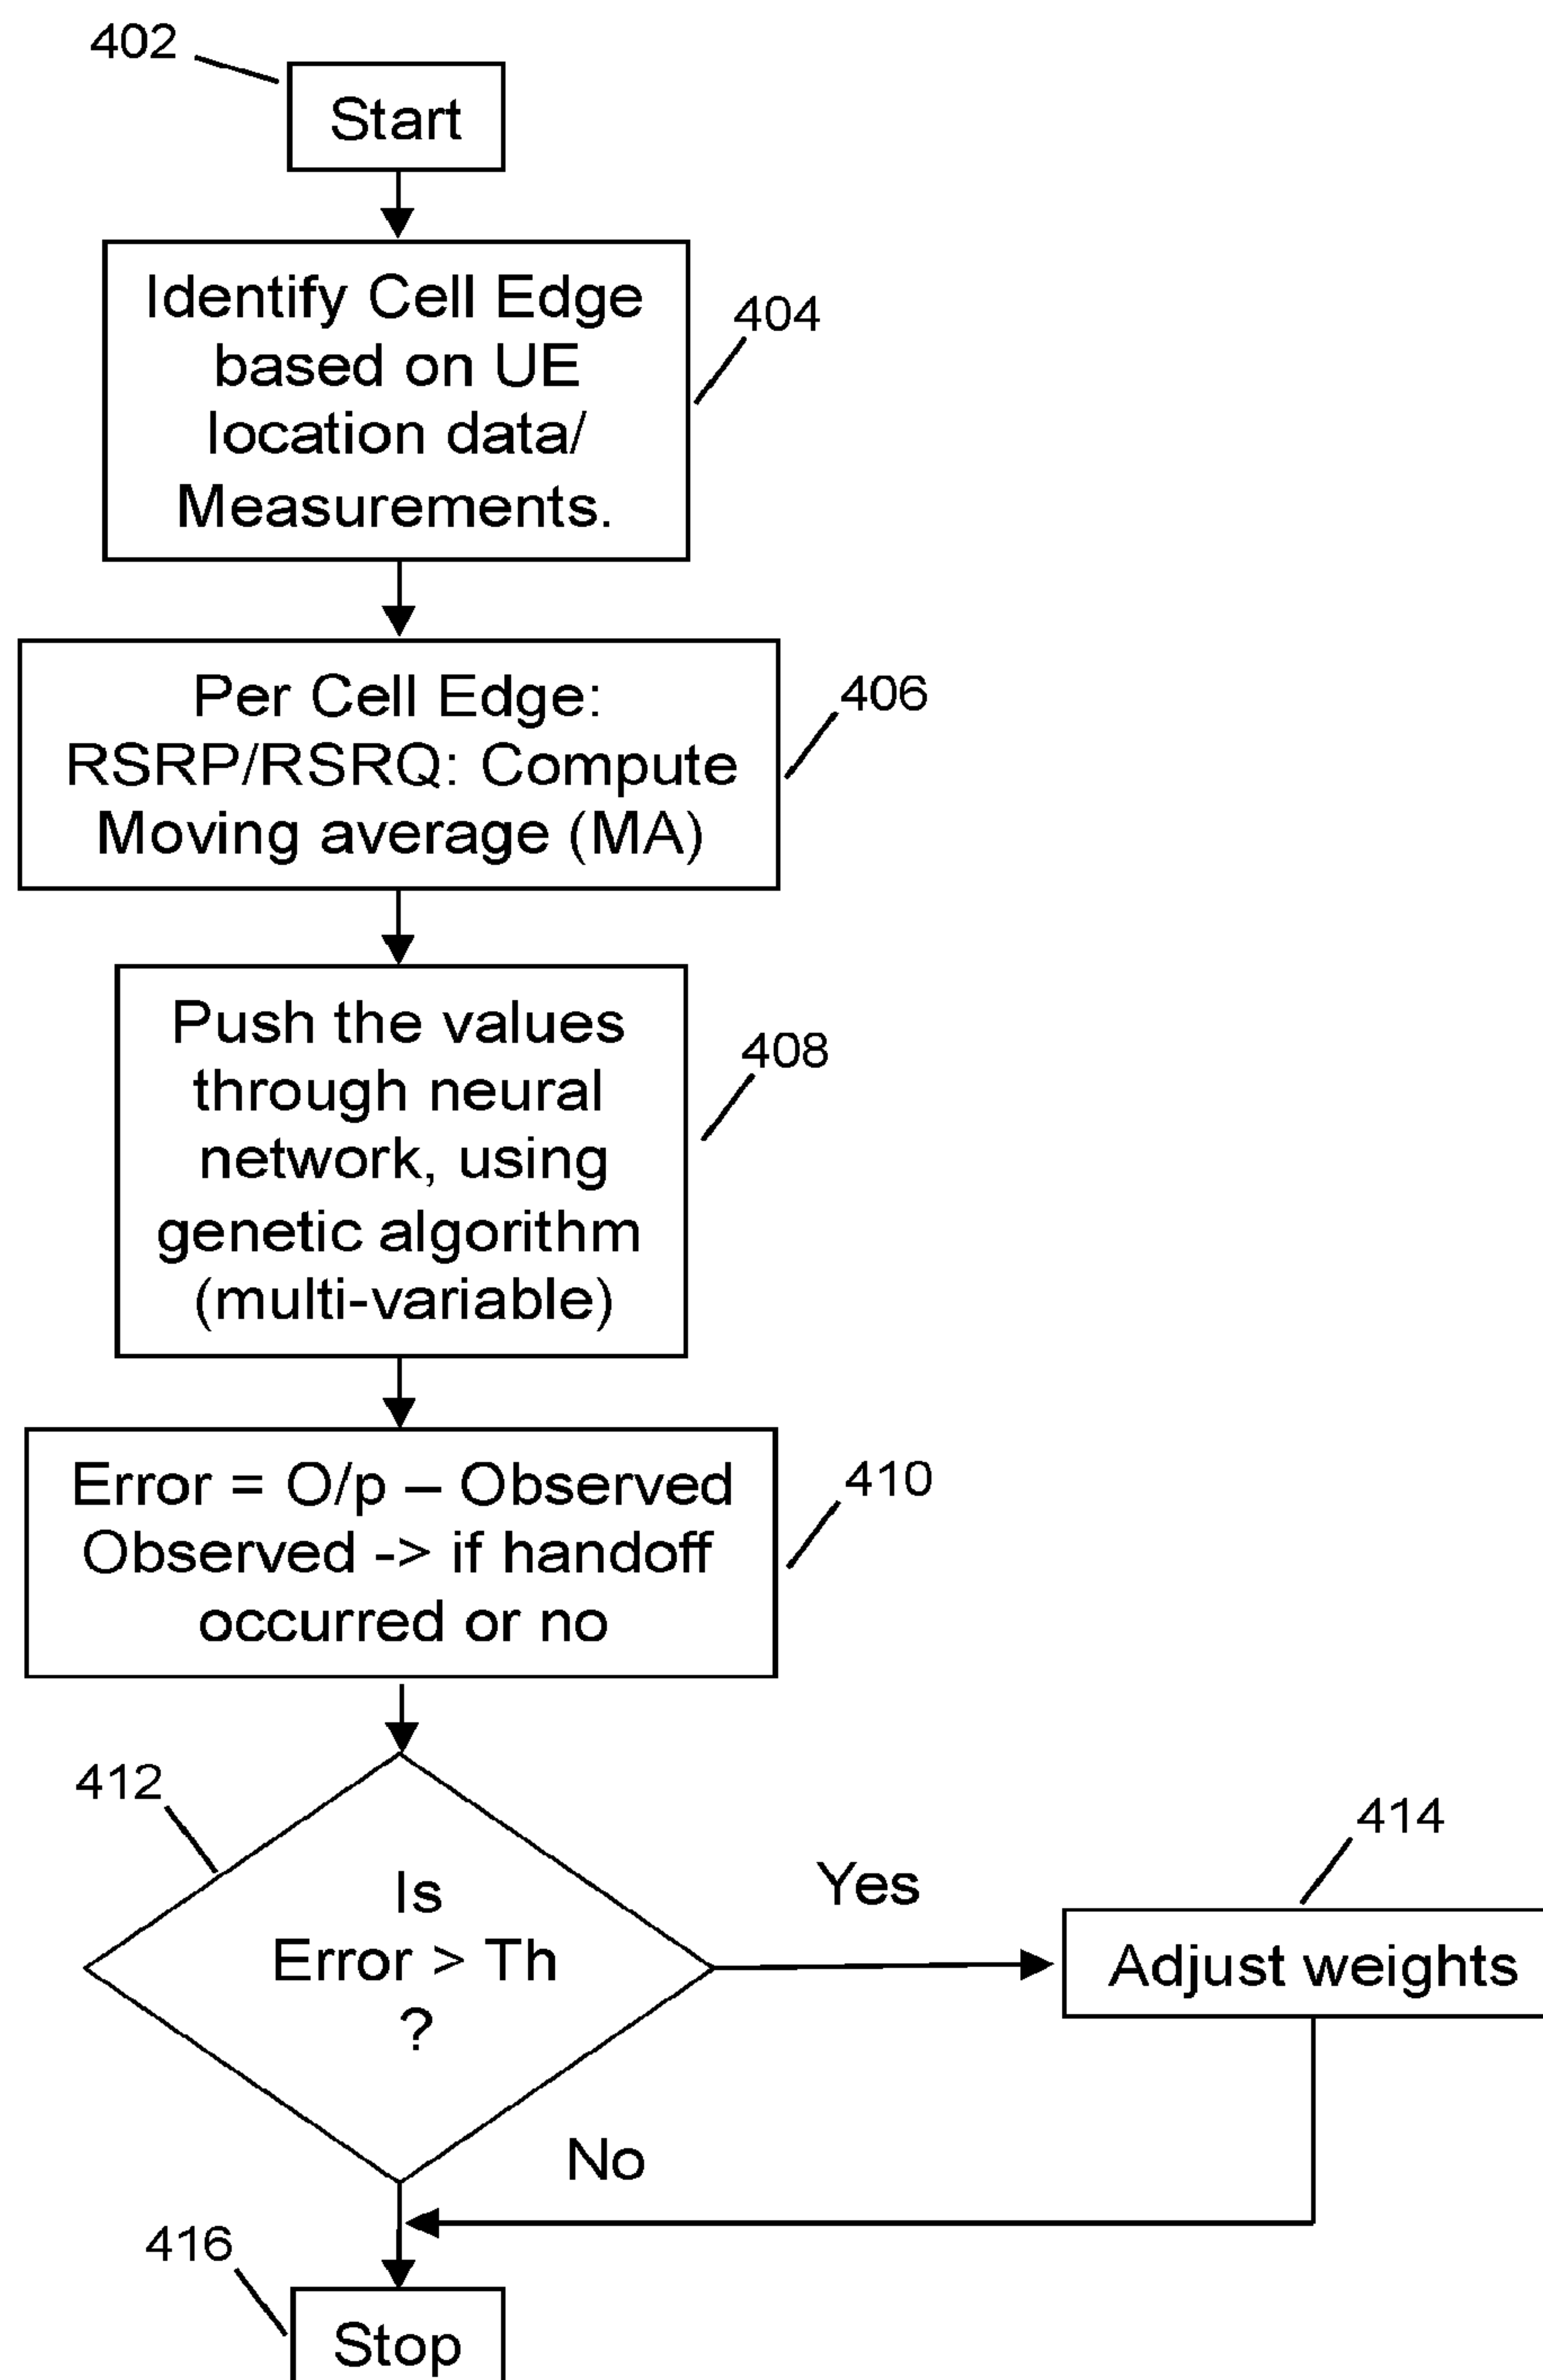 402
Start
Identify Cell Edge
based on UE
location data/
Measurements.
404
Per Cell Edge:
RSRP/RSRQ: Compute
Moving average (MA)
406
Push the values
through neural
network, using
genetic algorithm
(multi-variable)
408
Error = O/p – Observed
Observed -> if handoff
occurred or no
410
412
Is
Error > Th
?
Yes
414
Adjust weights
No
416
Stop